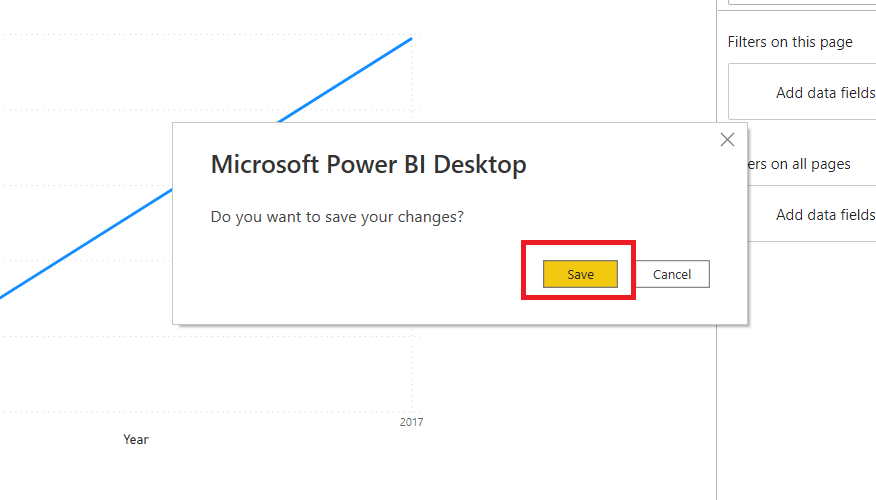 Filters on this page
Add data fields
Microsoft Power BI Desktop
ers on all pages
Do you want to save your changes?
Add data fields
Save
Cancel
2017
Year